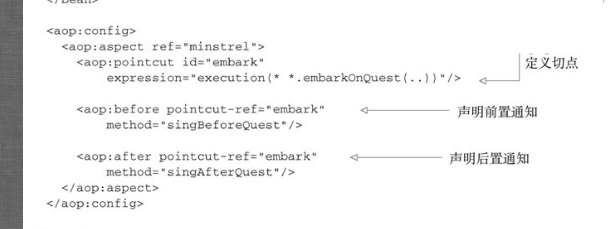 </bean>
<aop:config>
<aop:aspect ref="minstrel">
<aop:pointcut id="embark"
expression="execution(* *.embarkOnQuest(..))"/>
定义切点
<aop:before pointcut-ref="embark"
声明前置通知
method="singBeforeQuest"/>
<aop:after pointcut-ref="embark"
声明后置通知
method="singAfterQuest"/>
</aop:aspect>
</aop:config>